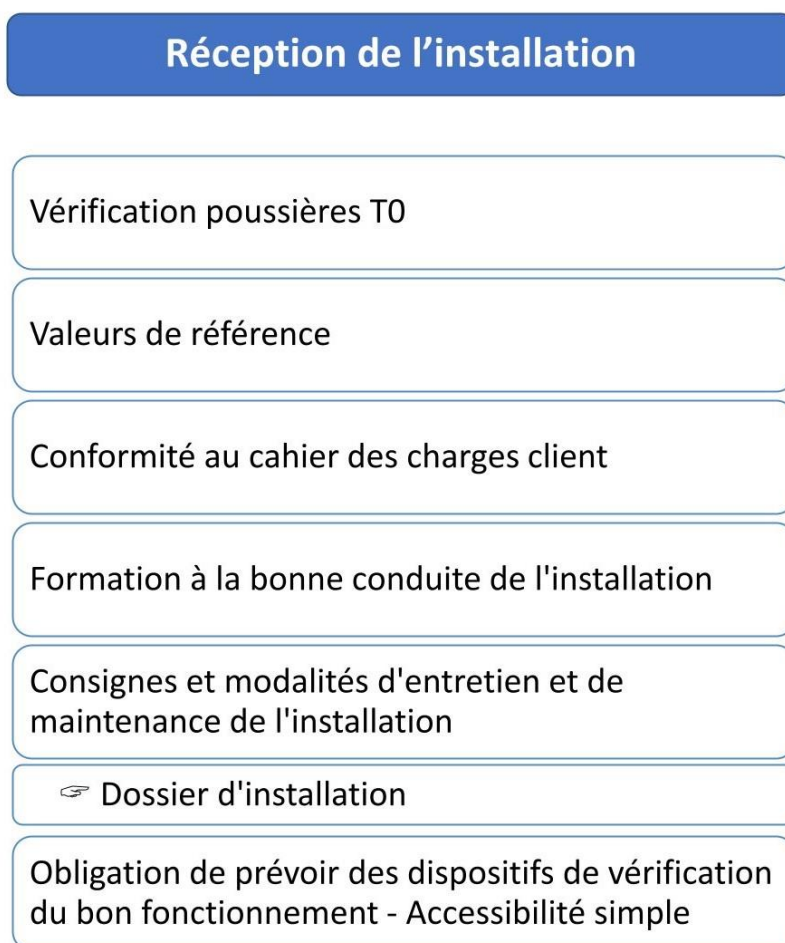 Réception de l’installation
Vérification poussières T0
Valeurs de référence
Conformité au cahier des charges client
Formation à la bonne conduite de l'installation
Consignes et modalités d'entretien et de
maintenance de l'installation
☞ Dossier d'installation
Obligation de prévoir des dispositifs de vérification
du bon fonctionnement - Accessibilité simple